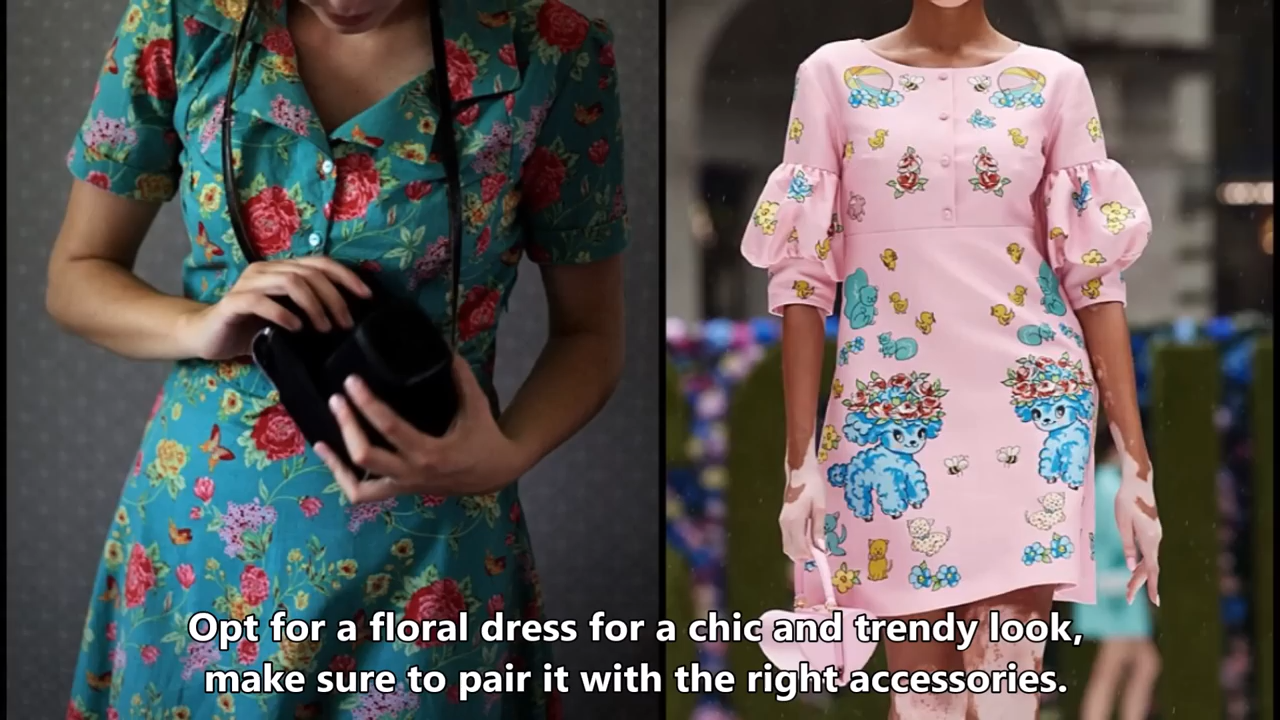 Opt for a floral dress for a chic and trendy look,
make sure to pair it with the right accessories.